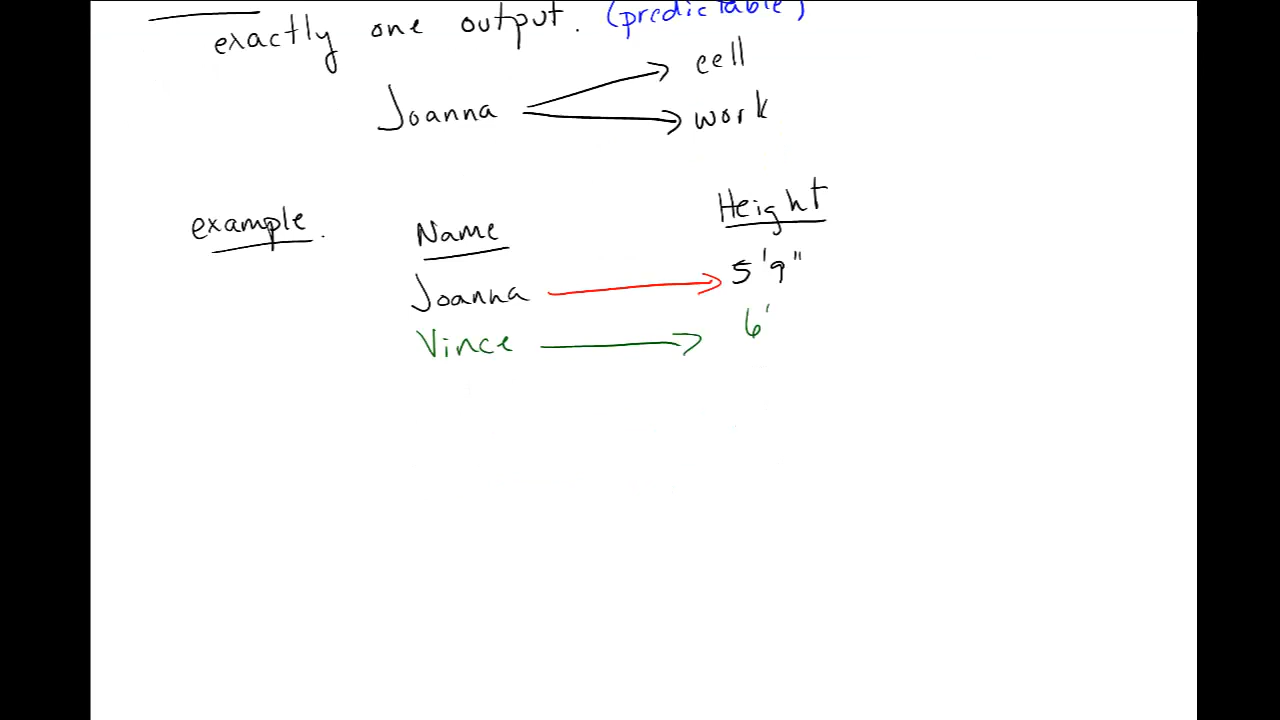 exactly one output. (predictable)
Joanna cell
work
example. Name Height
Joanna 5'9"
Vince 6'